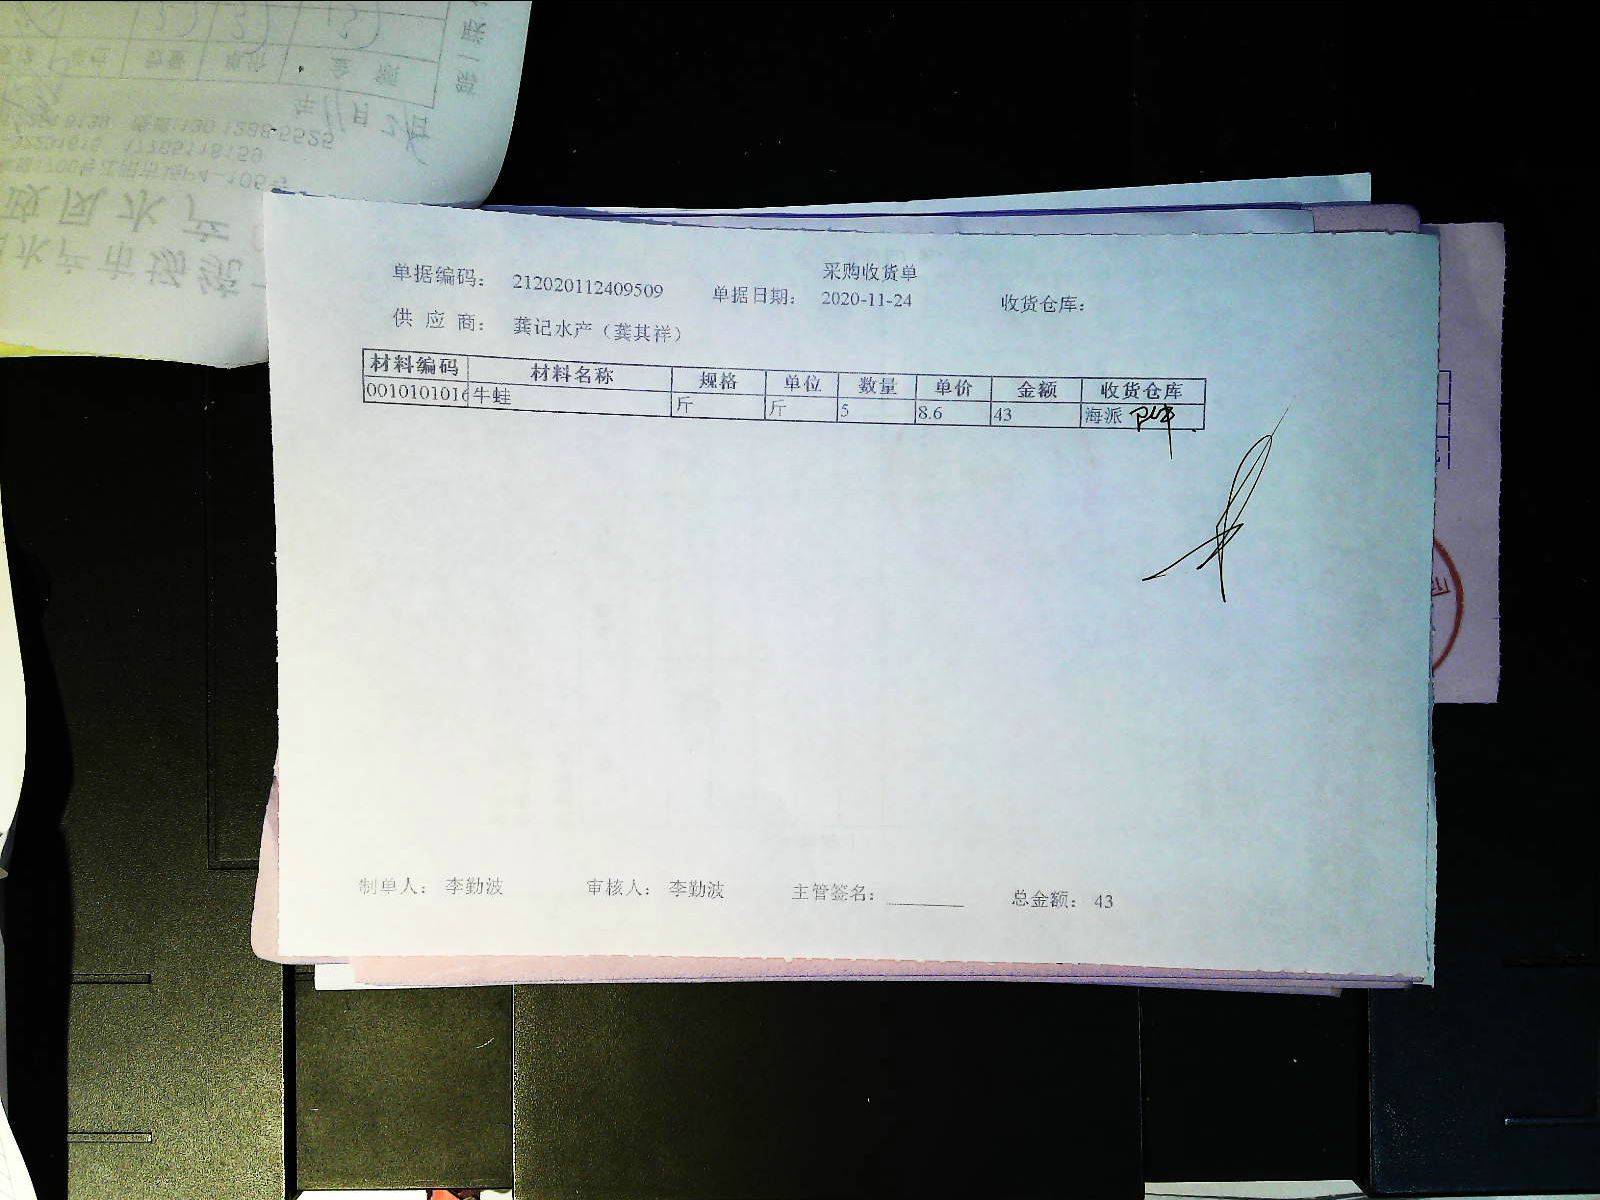 采购收货单
单据编码： 212020112409509 单据日期： 2020-11-24 收货仓库：
供 应 商： 龚记水产（龚其祥）
材料编码 材料名称 规格 单位 数量 单价 金额 收货仓库
0010101016 牛蛙 斤 斤 5 8.6 43 海派
制单人： 李勤波 审核人： 李勤波 主管签名： 总金额： 43